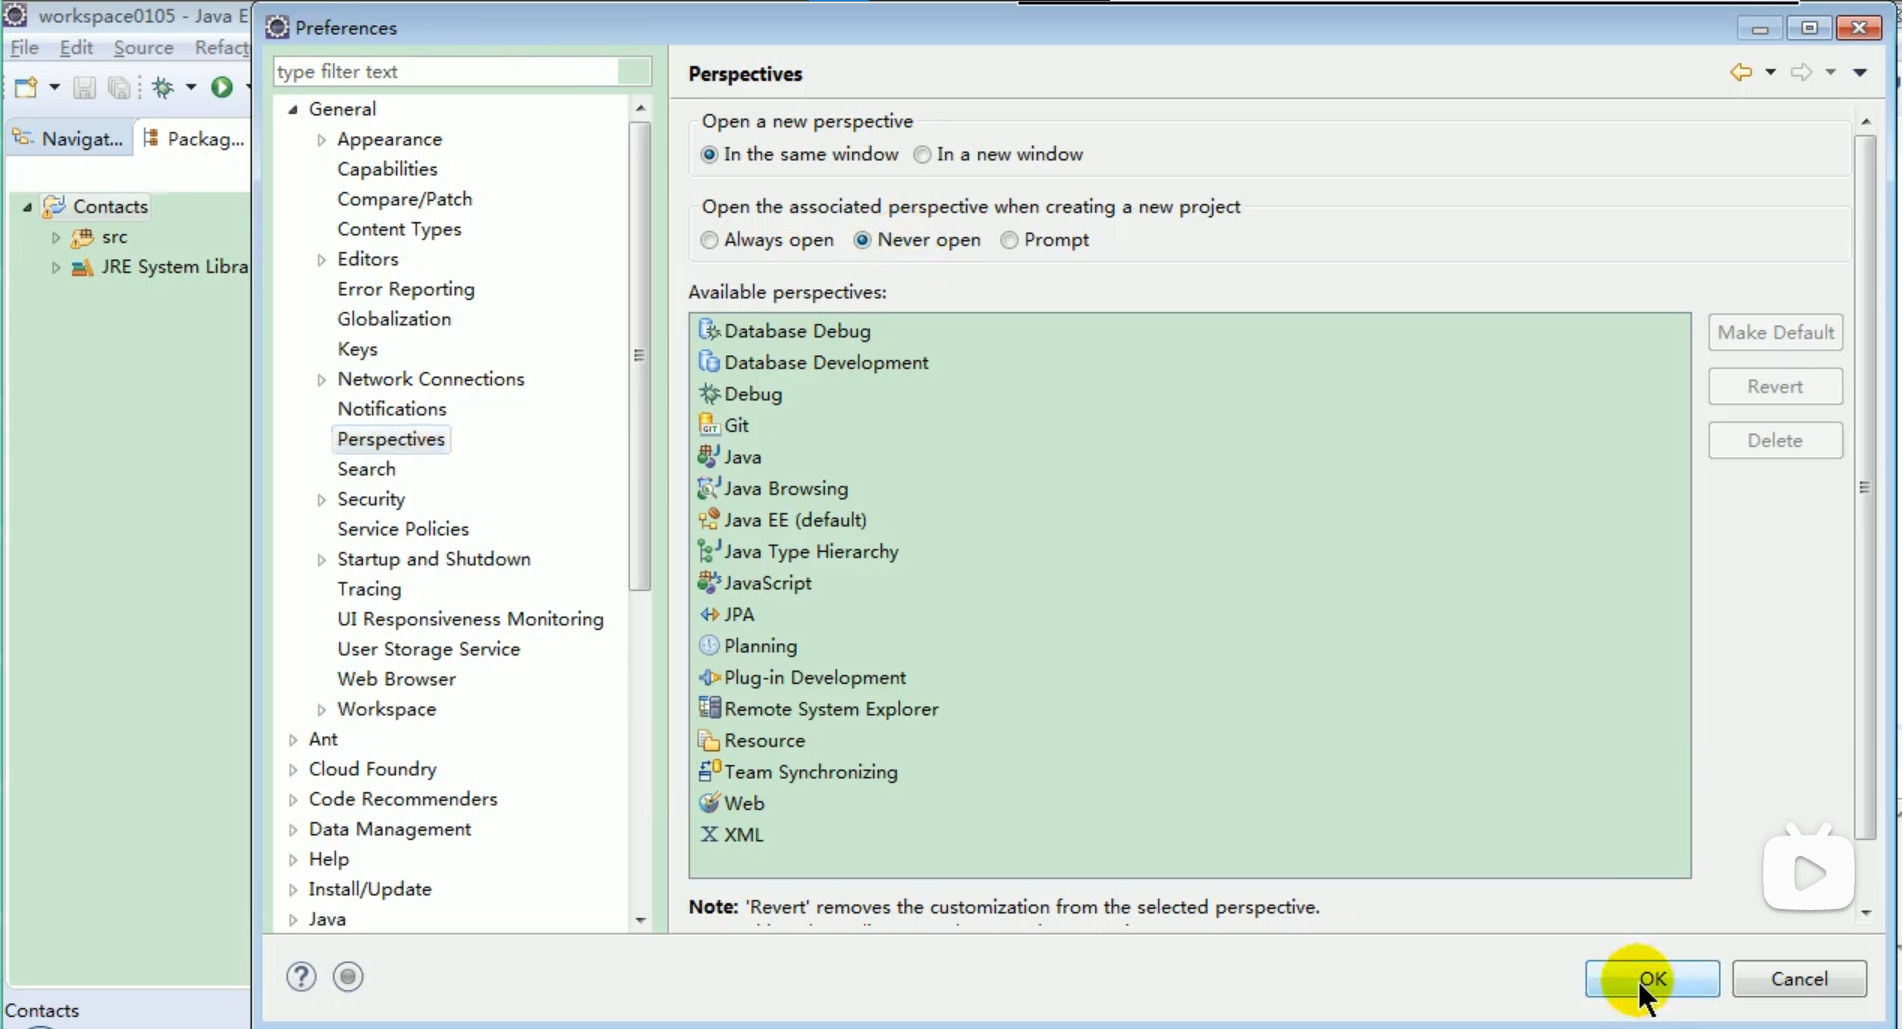 workspace0105 - Java E
Preferences
File Edit Source Refact
Navigat...
Packag...
Contacts
src
JRE System Libra
Contacts
type filter text
General
Appearance
Capabilities
Compare/Patch
Content Types
Editors
Error Reporting
Globalization
Keys
Network Connections
Notifications
Perspectives
Search
Security
Service Policies
Startup and Shutdown
Tracing
UI Responsiveness Monitoring
User Storage Service
Web Browser
Workspace
Ant
Cloud Foundry
Code Recommenders
Data Management
Help
Install/Update
Java
Perspectives
Open a new perspective
In the same window In a new window
Open the associated perspective when creating a new project
Always open Never open Prompt
Available perspectives:
Database Debug
Database Development
Debug
GIT Git
Java
Java Browsing
Java EE (default)
Java Type Hierarchy
JavaScript
JPA
Planning
Plug-in Development
Remote System Explorer
Resource
Team Synchronizing
Web
X XML
Make Default
Revert
Delete
Note: 'Revert' removes the customization from the selected perspective.
?
OK
Cancel